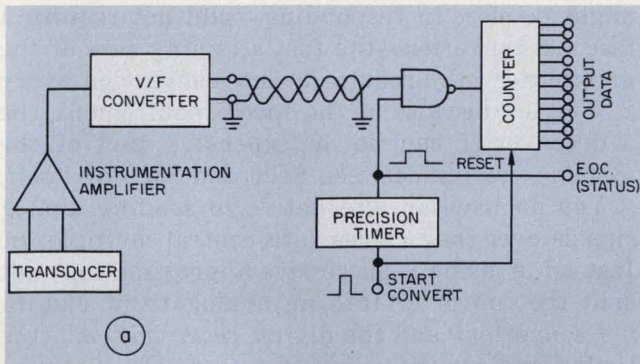 V/F
CONVERTER
COUNTER
OUTPUT
DATA
RESET
E.O.C.
(STATUS)
INSTRUMENTATION
AMPLIFIER
PRECISION
TIMER
TRANSDUCER
START
CONVERT
a